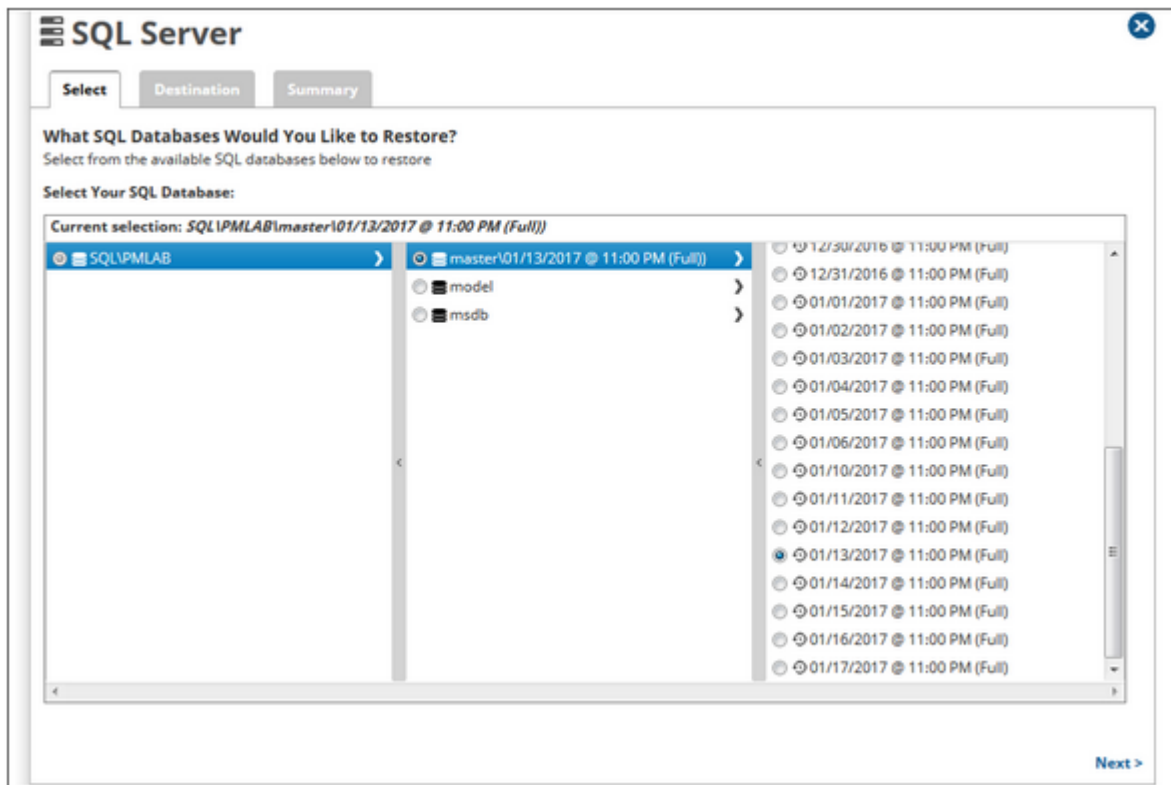 SQL Server
Select
Destination
Summary
What SQL Databases Would You Like to Restore?
Select from the available SQL databases below to restore
Select Your SQL Database:
Current selection: SQL\PMLAB\master\01/13/2017 @ 11:00 PM (Full))
SQL\PMLAB
master\01/13/2017 @ 11:00 PM (Full))
model
msdb
12/30/2016 @ 11:00 PM (Full)
12/31/2016 @ 11:00 PM (Full)
01/01/2017 @ 11:00 PM (Full)
01/02/2017 @ 11:00 PM (Full)
01/03/2017 @ 11:00 PM (Full)
01/04/2017 @ 11:00 PM (Full)
01/05/2017 @ 11:00 PM (Full)
01/06/2017 @ 11:00 PM (Full)
01/10/2017 @ 11:00 PM (Full)
01/11/2017 @ 11:00 PM (Full)
01/12/2017 @ 11:00 PM (Full)
01/13/2017 @ 11:00 PM (Full)
01/14/2017 @ 11:00 PM (Full)
01/15/2017 @ 11:00 PM (Full)
01/16/2017 @ 11:00 PM (Full)
01/17/2017 @ 11:00 PM (Full)
Next >